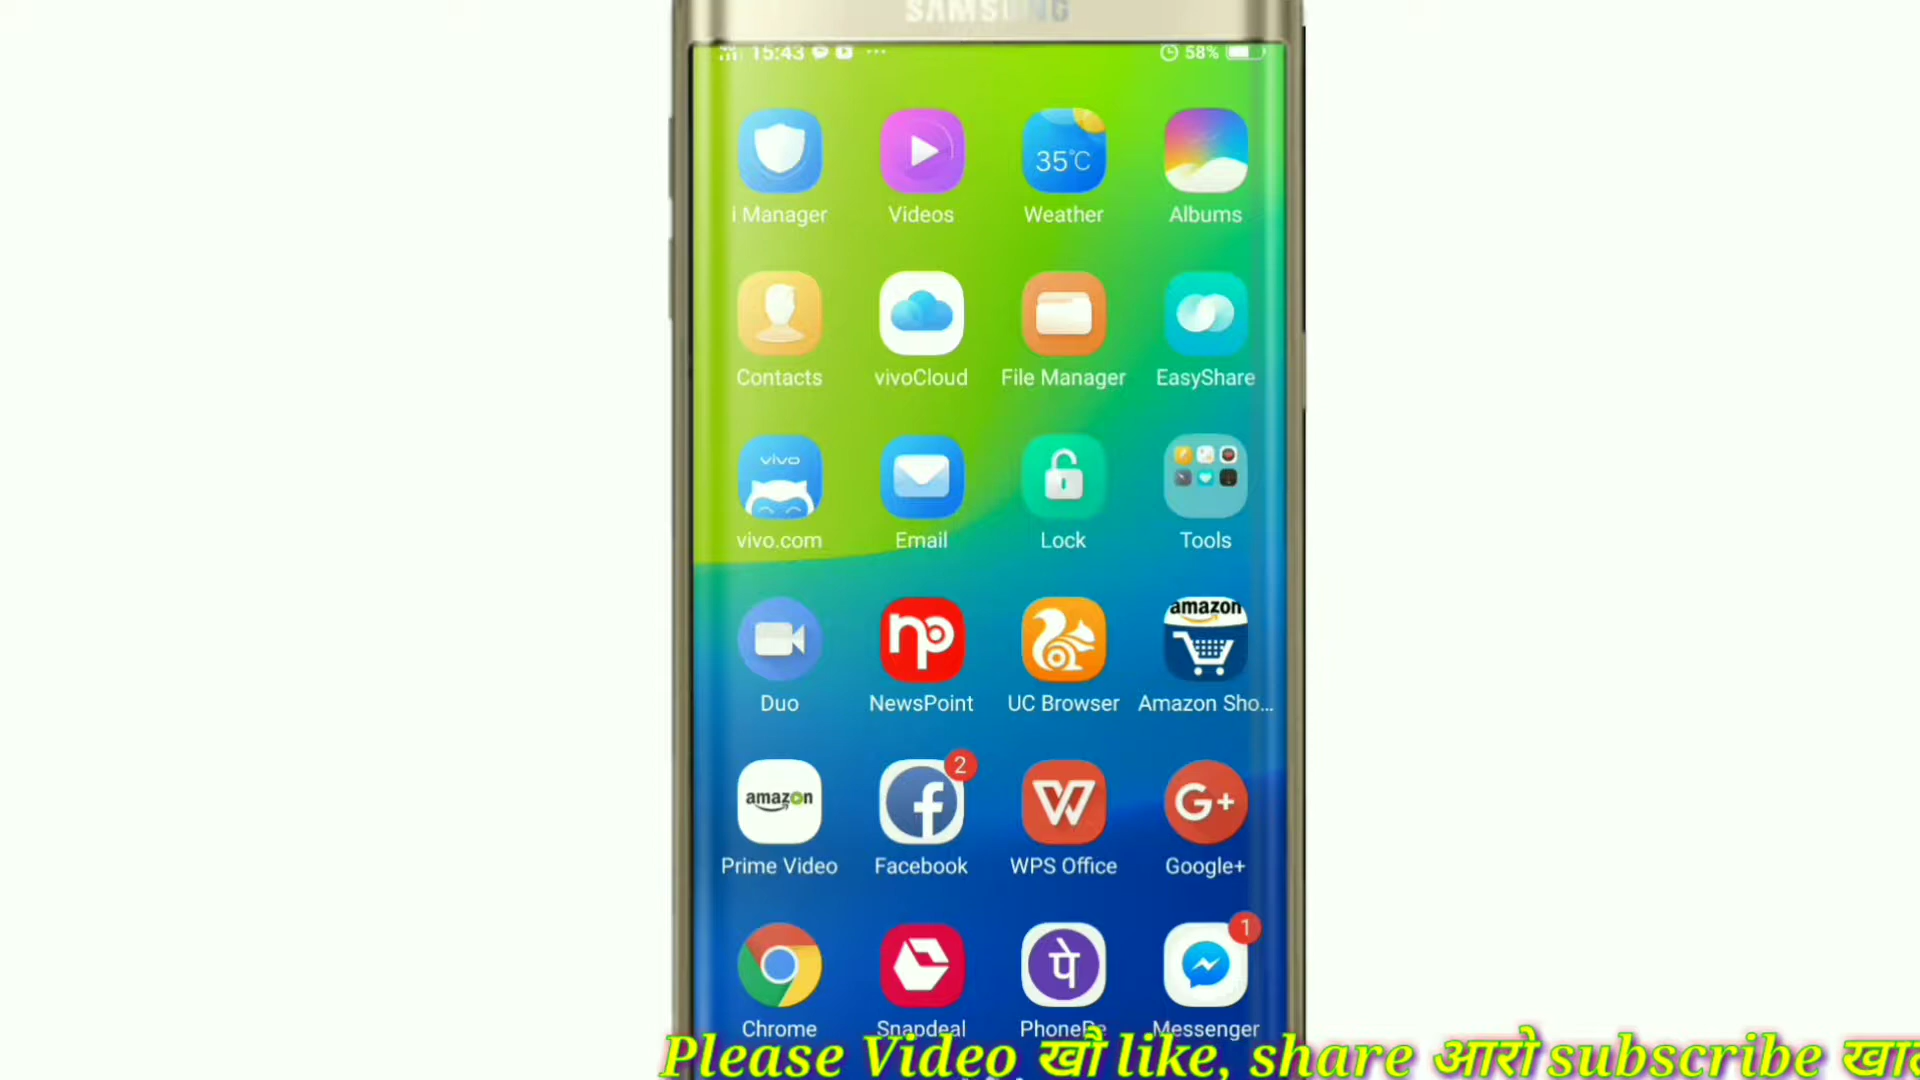 SAMSUNG
15:43 58%
35°C
i Manager Videos Weather Albums
Contacts vivoCloud File Manager EasyShare
vivo
vivo.com Email Lock Tools
np amazon
Duo NewsPoint UC Browser Amazon Sho...
amazon 2 G+
Prime Video Facebook WPS Office Google+
पे 1
Chrome Snapdeal PhonePe Messenger
Please Video खौ like, share आरो subscribe